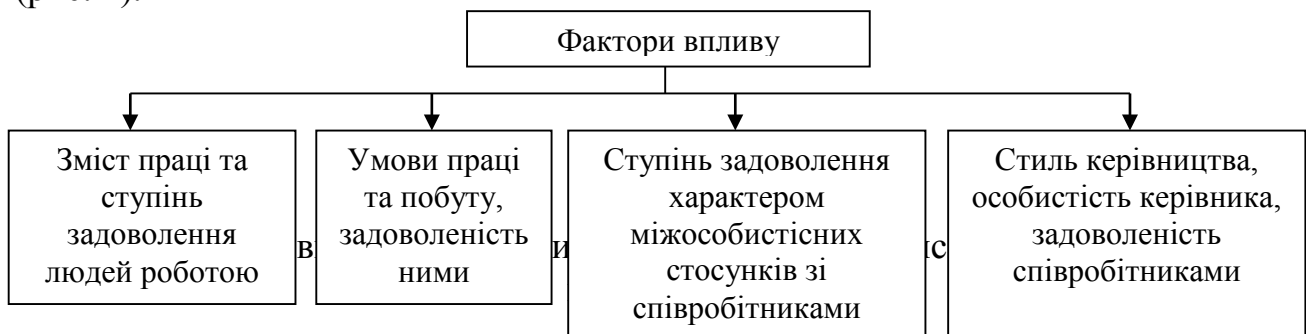 Фактори впливу
Зміст праці та
ступінь
задоволення
людей роботою
Умови праці
та побуту,
задоволеність
ними
Ступінь задоволення
характером
міжособистісних
стосунків зі
співробітниками
Стиль керівництва,
особистість керівника,
задоволеність
співробітниками